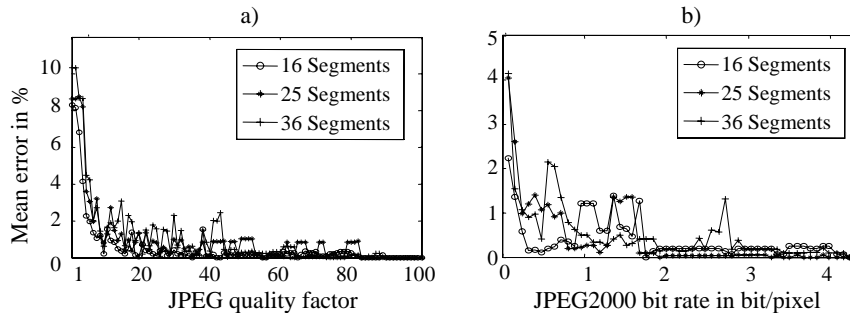 a)
Mean error in %
10
8
6
4
2
0
16 Segments
25 Segments
36 Segments
1
20
40
60
80
100
JPEG quality factor
b)
5
4
3
2
1
0
16 Segments
25 Segments
36 Segments
0
1
2
3
4
JPEG2000 bit rate in bit/pixel